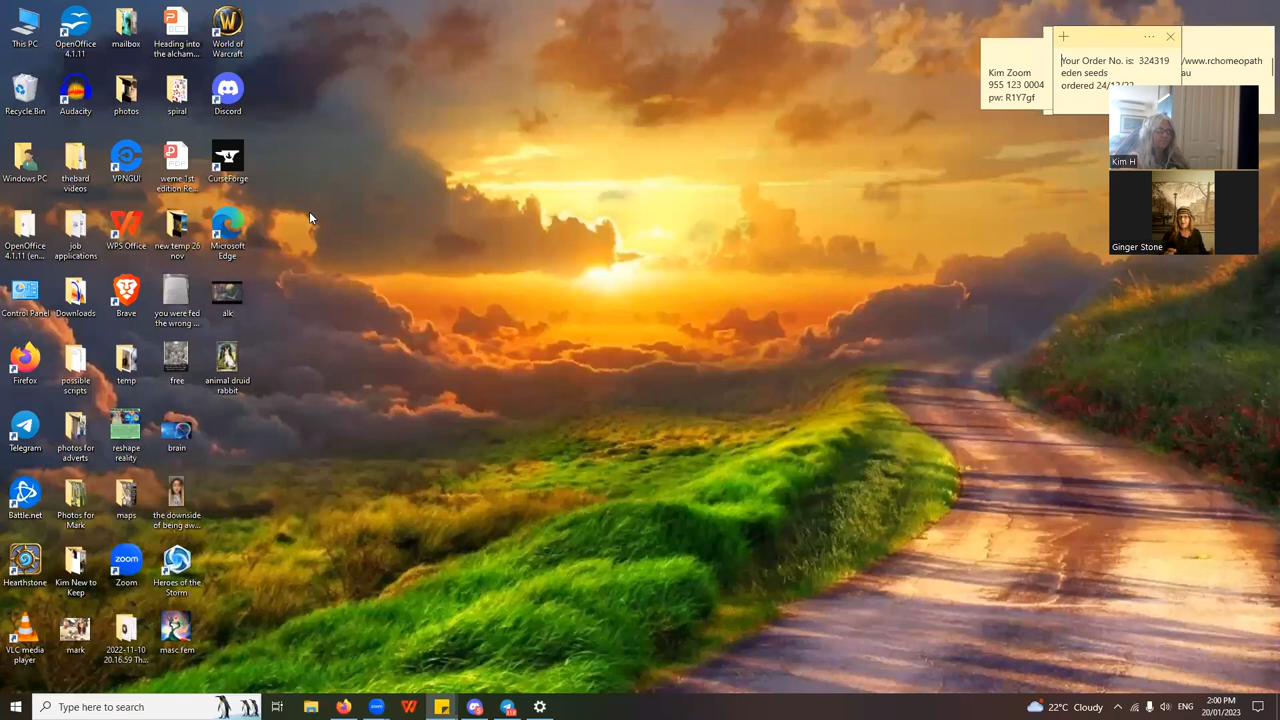 This PC
OpenOffice
4.1.11
mailbox
Heading into
the alcham...
World of
Warcraft
Recycle Bin
Audacity
photos
spiral
Discord
Windows PC
thebard
videos
VPNGUI
weme 1st
edition Re...
CurseForge
OpenOffice
4.1.11 (en...
job
applications
WPS Office
new temp 26
nov
Microsoft
Edge
Control Panel
Downloads
Brave
you were fed
the wrong ...
alk
Firefox
possible
scripts
temp
free
animal druid
rabbit
Telegram
photos for
adverts
reshape
reality
brain
Battle.net
Photos for
Mark
maps
the downside
of being aw...
Hearthstone
Kim New to
Keep
zoom
Zoom
Heroes of the
Storm
VLC media
player
mark
2022-11-10
20.16.59 Th...
masc.fem
Kim Zoom
955 123 0004
pw: R1Y7gf
Your Order No. is: 324319
eden seeds
ordered 24/12/22
/www.rchomeopath
au
Kim H
Ginger Stone
Type here to search
22°C Cloudy
ENG
2:00 PM
20/01/2023